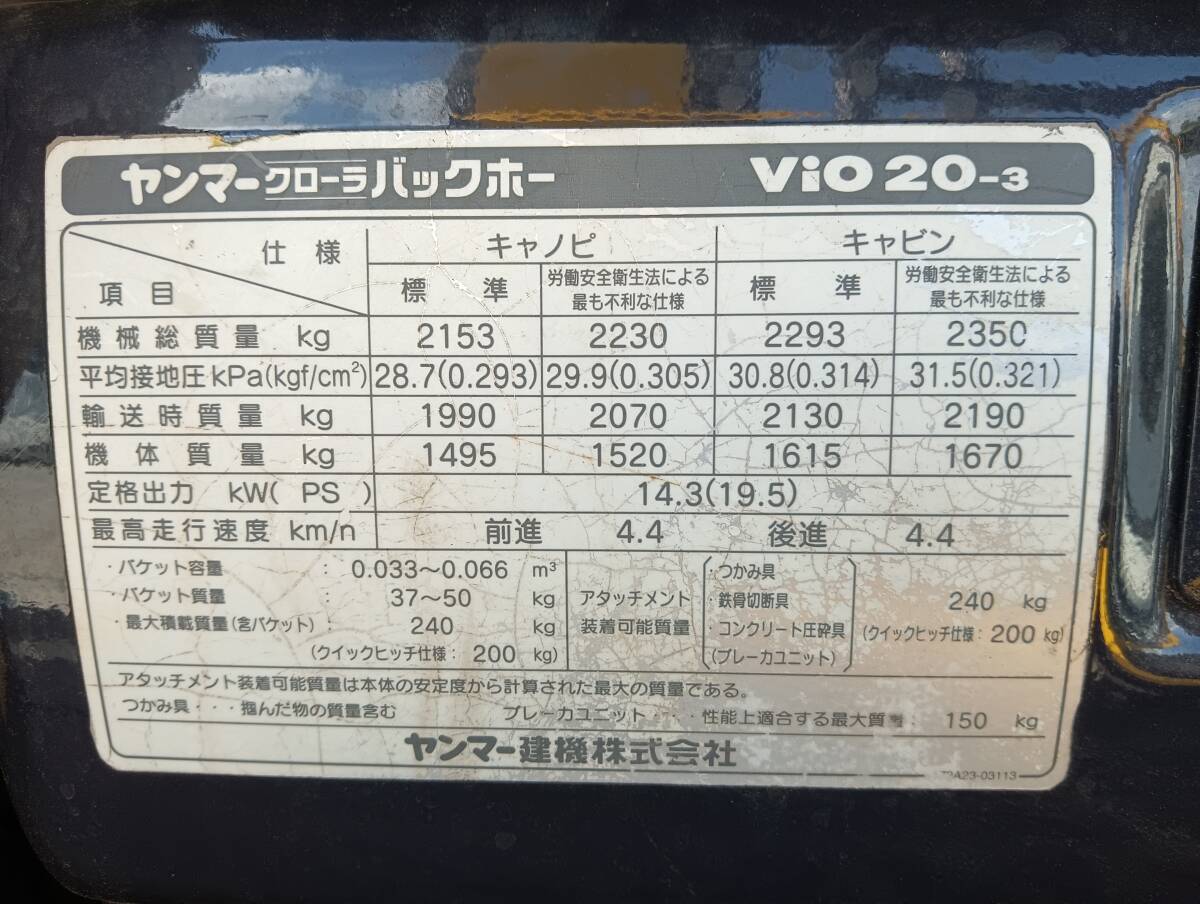 ヤンマークローラバックホー ViO 20-3
仕様 キャノピ キャビン
項目 標準 労働安全衛生法による最も不利な仕様 標準 労働安全衛生法による最も不利な仕様
機械総質量 kg 2153 2230 2293 2350
平均接地圧 kPa(kgf/cm²) 28.7(0.293) 29.9(0.305) 30.8(0.314) 31.5(0.321)
輸送時質量 kg 1990 2070 2130 2190
機体質量 kg 1495 1520 1615 1670
定格出力 kW( PS ) 14.3(19.5)
最高走行速度 km/h 前進 4.4 後進 4.4
・バケット容量 : 0.033～0.066 m³
・バケット質量 : 37～50 kg
・最大積載質量(含バケット) : 240 kg
(クイックヒッチ仕様 : 200 kg)
アタッチメント装着可能質量
・つかみ具
・鉄骨切断具
・コンクリート圧砕具
(ブレーカユニット)
240 kg
(クイックヒッチ仕様 : 200 kg)
アタッチメント装着可能質量は本体の安定度から計算された最大の質量である。
つかみ具・・・掴んだ物の質量含む ブレーカユニット・・・性能上適合する最大質量 : 150 kg
ヤンマー建機株式会社